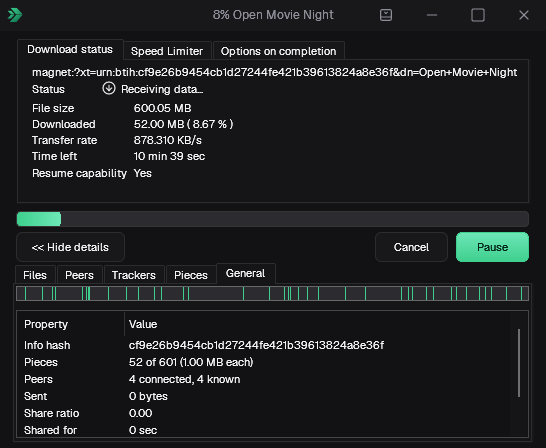 8% Open Movie Night
Download status Speed Limiter Options on completion
magnet:?xt=urn:btih:cf9e26b9454cb1d27244fe421b39613824a8e36f&dn=Open+Movie+Night
Status Receiving data...
File size 600.05 MB
Downloaded 52.00 MB ( 8.67 % )
Transfer rate 878.310 KB/s
Time left 10 min 39 sec
Resume capability Yes
<< Hide details Cancel Pause
Files Peers Trackers Pieces General
Property Value
Info hash cf9e26b9454cb1d27244fe421b39613824a8e36f
Pieces 52 of 601 (1.00 MB each)
Peers 4 connected, 4 known
Sent 0 bytes
Share ratio 0.00
Shared for 0 sec